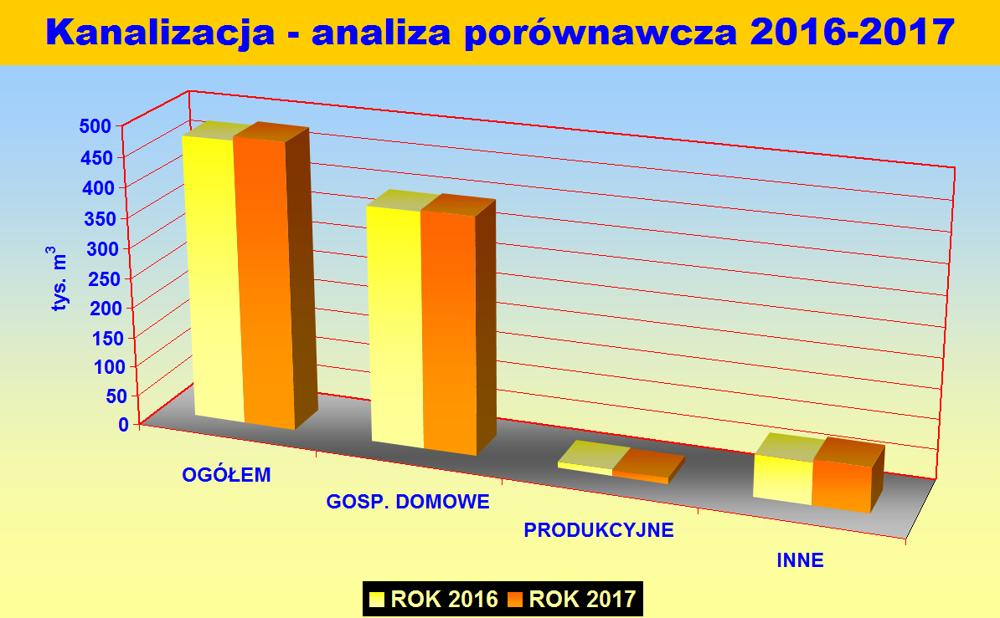 Kanalizacja - analiza porównawcza 2016-2017
500
450
400
350
300
250
200
150
100
50
0
tys. m³
OGÓŁEM
GOSP. DOMOWE
PRODUKCYJNE
INNE
ROK 2016 ROK 2017